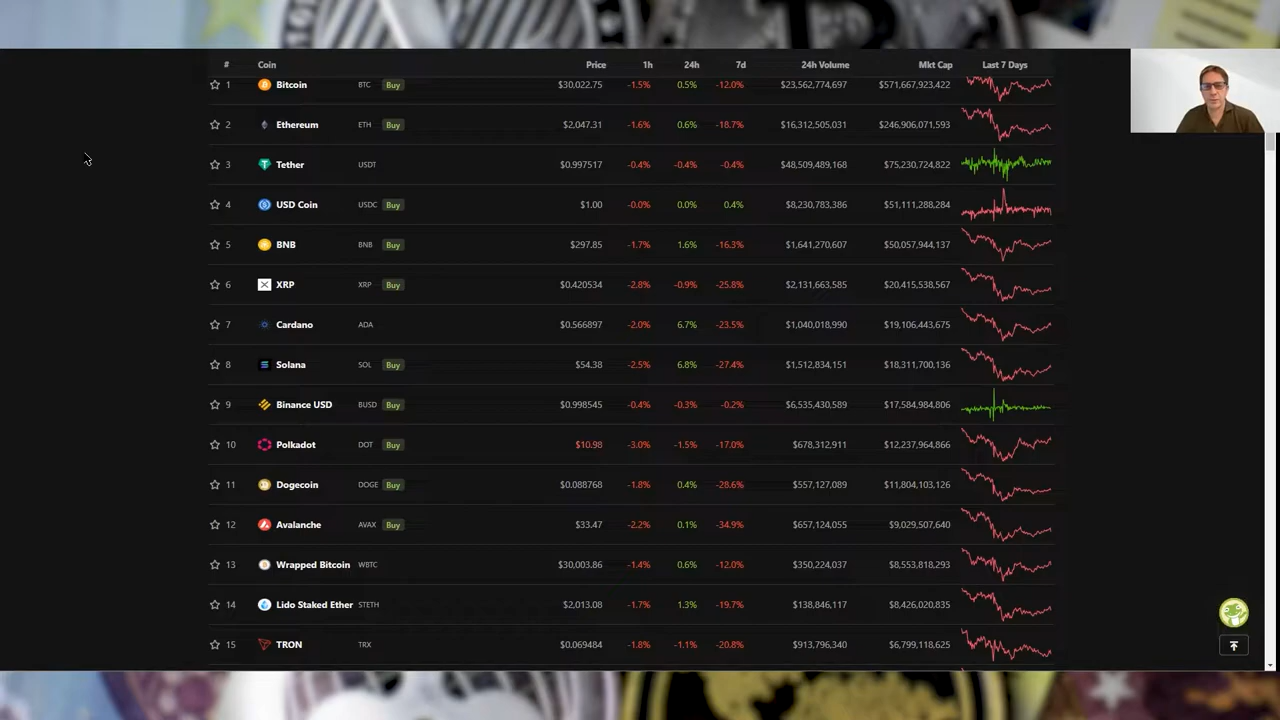 # Coin Price 1h 24h 7d 24h Volume Mkt Cap Last 7 Days
1 Bitcoin BTC Buy $30,022.75 -1.5% 0.5% -12.0% $23,562,774,697 $571,667,923,422
2 Ethereum ETH Buy $2,047.31 -1.6% 0.6% -18.7% $16,312,505,031 $246,906,071,593
3 Tether USDT $0.997517 -0.4% -0.4% -0.4% $48,509,489,168 $75,230,724,822
4 USD Coin USDC Buy $1.00 -0.0% 0.0% 0.4% $8,230,783,386 $51,111,288,284
5 BNB BNB Buy $297.85 -1.7% 1.6% -16.3% $1,641,270,607 $50,057,944,137
6 XRP XRP Buy $0.420534 -2.8% -0.9% -25.8% $2,131,663,585 $20,415,538,567
7 Cardano ADA $0.566897 -2.0% 6.7% -23.5% $1,040,018,990 $19,106,443,675
8 Solana SOL Buy $54.38 -2.5% 6.8% -27.4% $1,512,834,151 $18,311,700,136
9 Binance USD BUSD Buy $0.998545 -0.4% -0.3% -0.2% $6,535,430,589 $17,584,984,806
10 Polkadot DOT Buy $10.98 -3.0% -1.5% -17.0% $678,312,911 $12,237,964,866
11 Dogecoin DOGE Buy $0.088768 -1.8% 0.4% -28.6% $557,127,089 $11,804,103,126
12 Avalanche AVAX Buy $33.47 -2.2% 0.1% -34.9% $657,124,055 $9,029,507,640
13 Wrapped Bitcoin WBTC $30,003.86 -1.4% 0.6% -12.0% $350,224,037 $8,553,818,293
14 Lido Staked Ether STETH $2,013.08 -1.7% 1.3% -19.7% $138,846,117 $8,426,020,835
15 TRON TRX $0.069484 -1.8% -1.1% -20.8% $913,796,340 $6,799,118,625